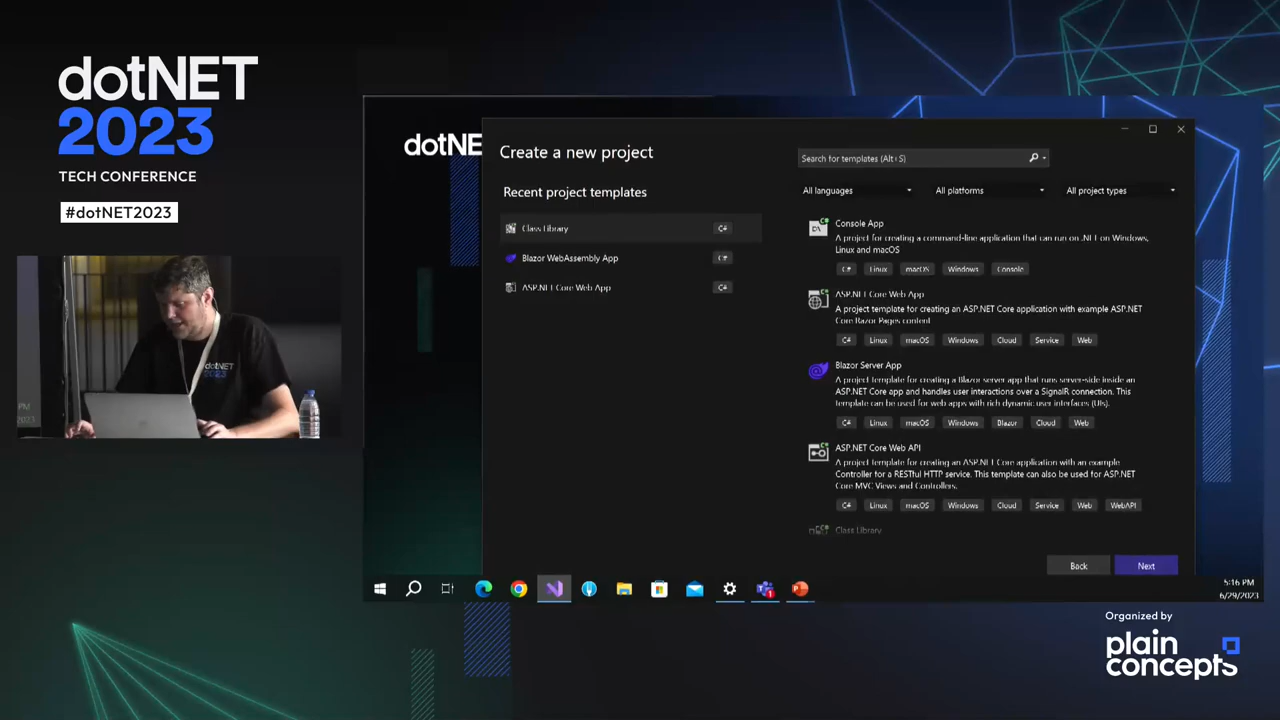 dotNET
2023
TECH CONFERENCE
#dotNET2023
dotNET
2023
PM
2023
dotNE
Create a new project
Search for templates (Alt+S)
Recent project templates
All languages
All platforms
All project types
Class Library
C#
Blazor WebAssembly App
C#
ASP.NET Core Web App
C#
Console App
A project for creating a command-line application that can run on .NET on Windows,
Linux and macOS
C# Linux macOS Windows Console
ASP.NET Core Web App
A project template for creating an ASP.NET Core application with example ASP.NET
Core Razor Pages content
C# Linux macOS Windows Cloud Service Web
Blazor Server App
A project template for creating a Blazor server app that runs server-side inside an
ASP.NET Core app and handles user interactions over a SignalR connection. This
template can be used for web apps with rich dynamic user interfaces (UIs).
C# Linux macOS Windows Blazor Cloud Web
ASP.NET Core Web API
A project template for creating an ASP.NET Core application with an example
Controller for a RESTful HTTP service. This template can also be used for ASP.NET
Core MVC Views and Controllers.
C# Linux macOS Windows Cloud Service Web WebAPI
Class Library
Back
Next
5:16 PM
6/29/2023
Organized by
plain
concepts